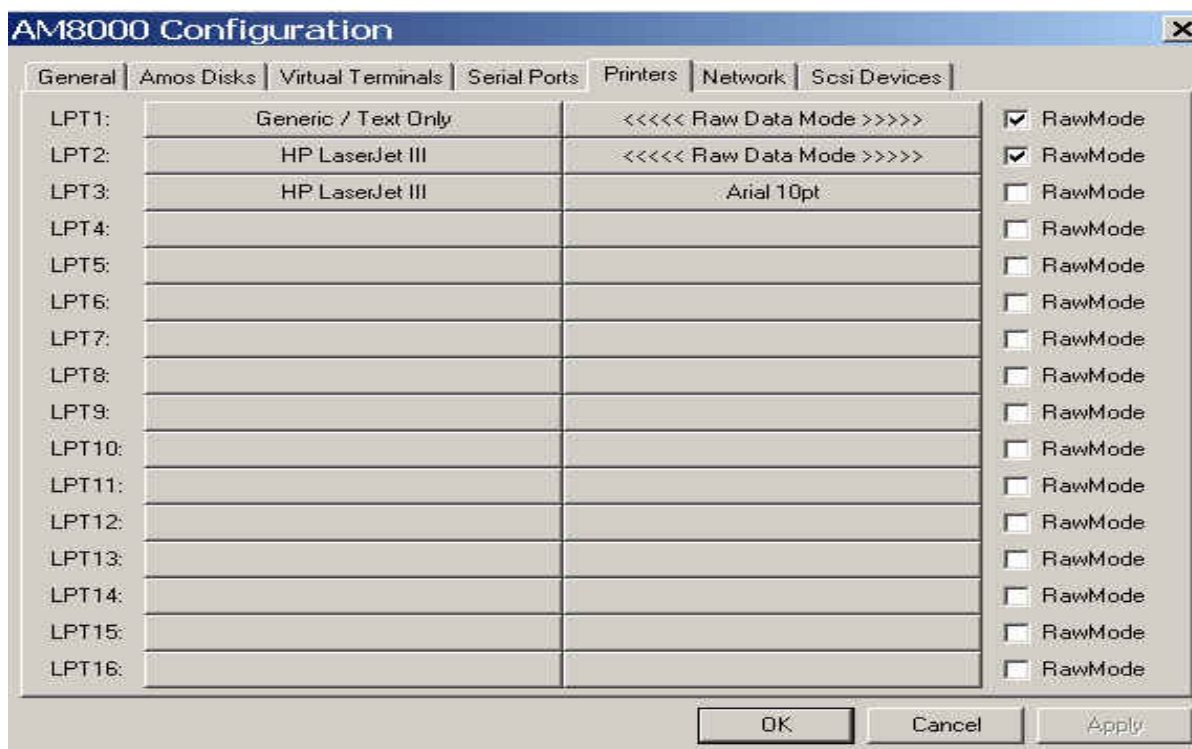 AM8000 Configuration
General Amos Disks Virtual Terminals Serial Ports Printers Network Scsi Devices
LPT1: Generic / Text Only <<<<< Raw Data Mode >>>>> RawMode
LPT2: HP LaserJet III <<<<< Raw Data Mode >>>>> RawMode
LPT3: HP LaserJet III Arial 10pt RawMode
LPT4: RawMode
LPT5: RawMode
LPT6: RawMode
LPT7: RawMode
LPT8: RawMode
LPT9: RawMode
LPT10: RawMode
LPT11: RawMode
LPT12: RawMode
LPT13: RawMode
LPT14: RawMode
LPT15: RawMode
LPT16: RawMode
OK Cancel Apply